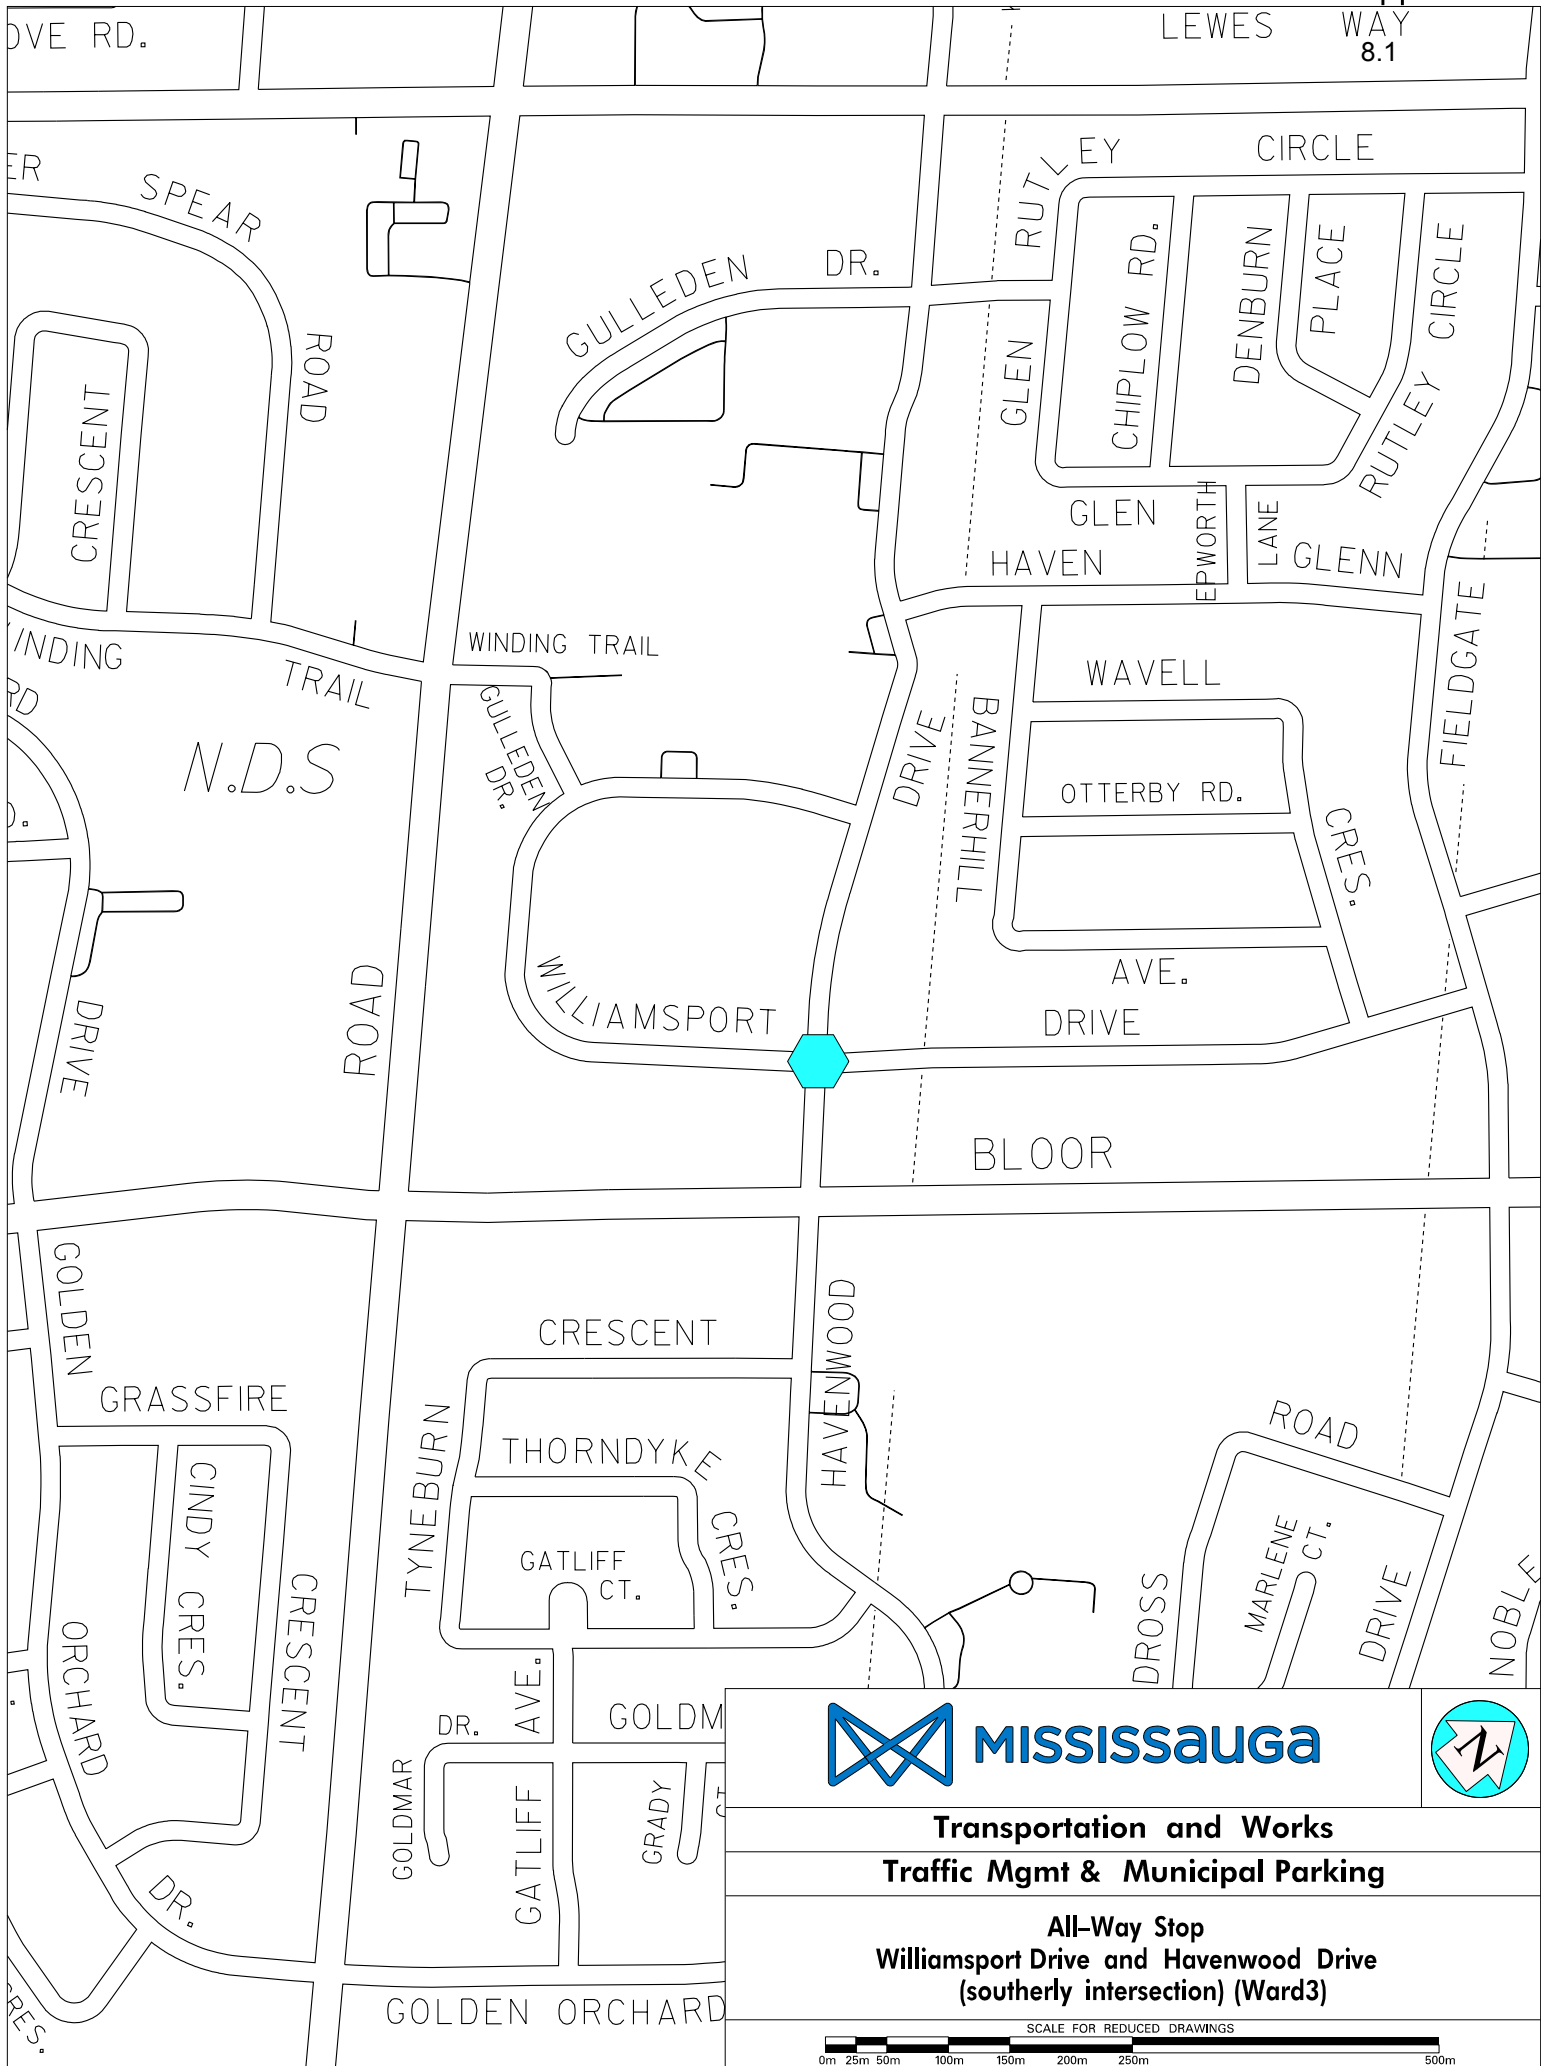 OVE RD.
LEWES WAY
8.1
RUTLEY CIRCLE
ER SPEAR
ROAD
GULLEDEN DR.
CHIPLOW RD.
DENBURN
PLACE
RUTLEY CIRCLE
CRESCENT
GLEN
GLEN
EPWORTH
LANE
HAVEN
GLENN
FIELDGATE
WINDING TRAIL
INDING
TRAIL
RD
GULLEDEN
DR.
WAVELL
N.D.S
DRIVE
BANNERHILL
OTTERBY RD.
D.
CRES.
AVE.
WILLIAMSPORT
DRIVE
ROAD
DRIVE
BLOOR
GOLDEN
HAVENWOOD
CRESCENT
GRASSFIRE
TYNEBURN
THORNDYKE
CRES.
ROAD
CINDY CRES.
GATLIFF
CT.
MARLENE
CT.
CRESCENT
DROSS
DRIVE
NOBLE
ORCHARD
AVE.
DR.
GOLDM
GOLDMAR
GATLIFF
GRADY
DR.
CRES.
GOLDEN ORCHARD
MISSISSAUGA
N
Transportation and Works
Traffic Mgmt & Municipal Parking
All-Way Stop
Williamsport Drive and Havenwood Drive
(southerly intersection) (Ward3)
SCALE FOR REDUCED DRAWINGS
0m 25m 50m 100m 150m 200m 250m 500m